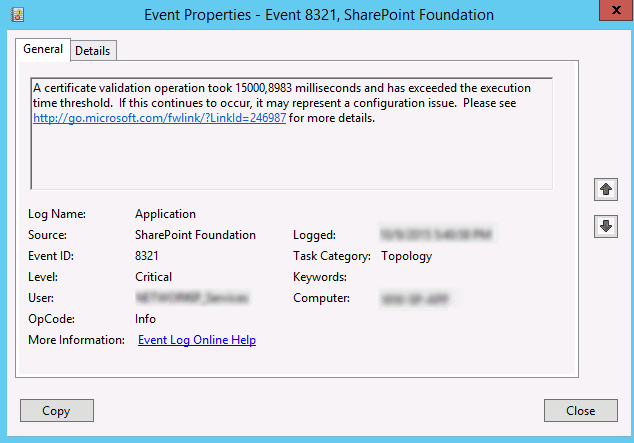 Event Properties - Event 8321, SharePoint Foundation
x
General Details
A certificate validation operation took 15000,8983 milliseconds and has exceeded the execution
time threshold.  If this continues to occur, it may represent a configuration issue.  Please see
http://go.microsoft.com/fwlink/?LinkId=246987 for more details.
Log Name: Application
Source: SharePoint Foundation Logged:
Event ID: 8321 Task Category: Topology
Level: Critical Keywords:
User: Computer:
OpCode: Info
More Information: Event Log Online Help
Copy Close